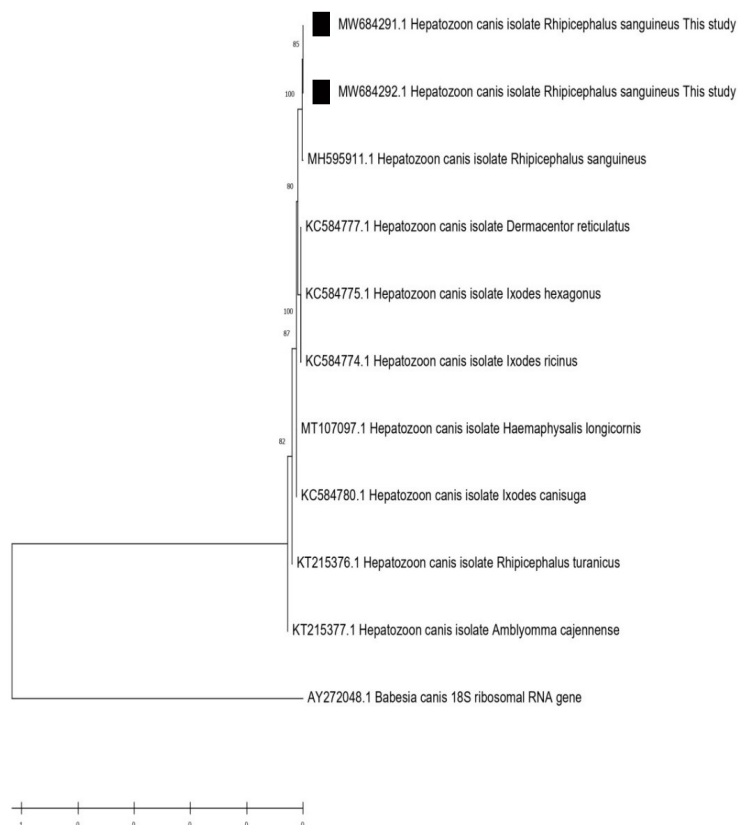 85
MW684291.1 Hepatozoon canis isolate Rhipicephalus sanguineus This study
100
MW684292.1 Hepatozoon canis isolate Rhipicephalus sanguineus This study
MH595911.1 Hepatozoon canis isolate Rhipicephalus sanguineus
80
KC584777.1 Hepatozoon canis isolate Dermacentor reticulatus
KC584775.1 Hepatozoon canis isolate Ixodes hexagonus
100
87
KC584774.1 Hepatozoon canis isolate Ixodes ricinus
MT107097.1 Hepatozoon canis isolate Haemaphysalis longicornis
82
KC584780.1 Hepatozoon canis isolate Ixodes canisuga
KT215376.1 Hepatozoon canis isolate Rhipicephalus turanicus
KT215377.1 Hepatozoon canis isolate Amblyomma cajennense
AY272048.1 Babesia canis 18S ribosomal RNA gene